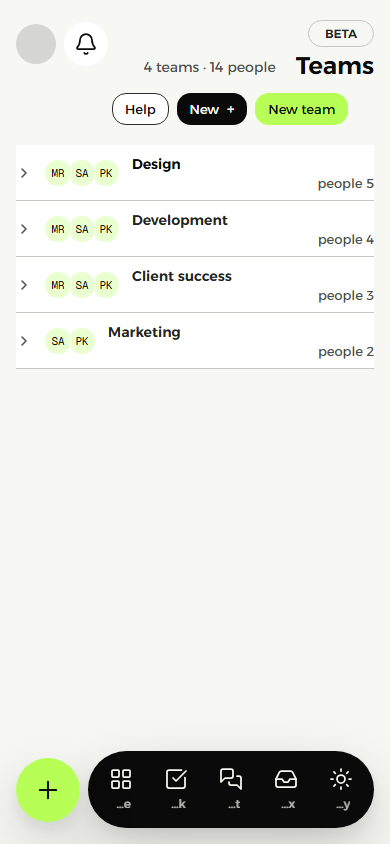 BETA
4 teams · 14 people
Teams
Help
New +
New team
MR SA PK
Design
people 5
MR SA PK
Development
people 4
MR SA PK
Client success
people 3
SA PK
Marketing
people 2
...e
...k
...t
...x
...y